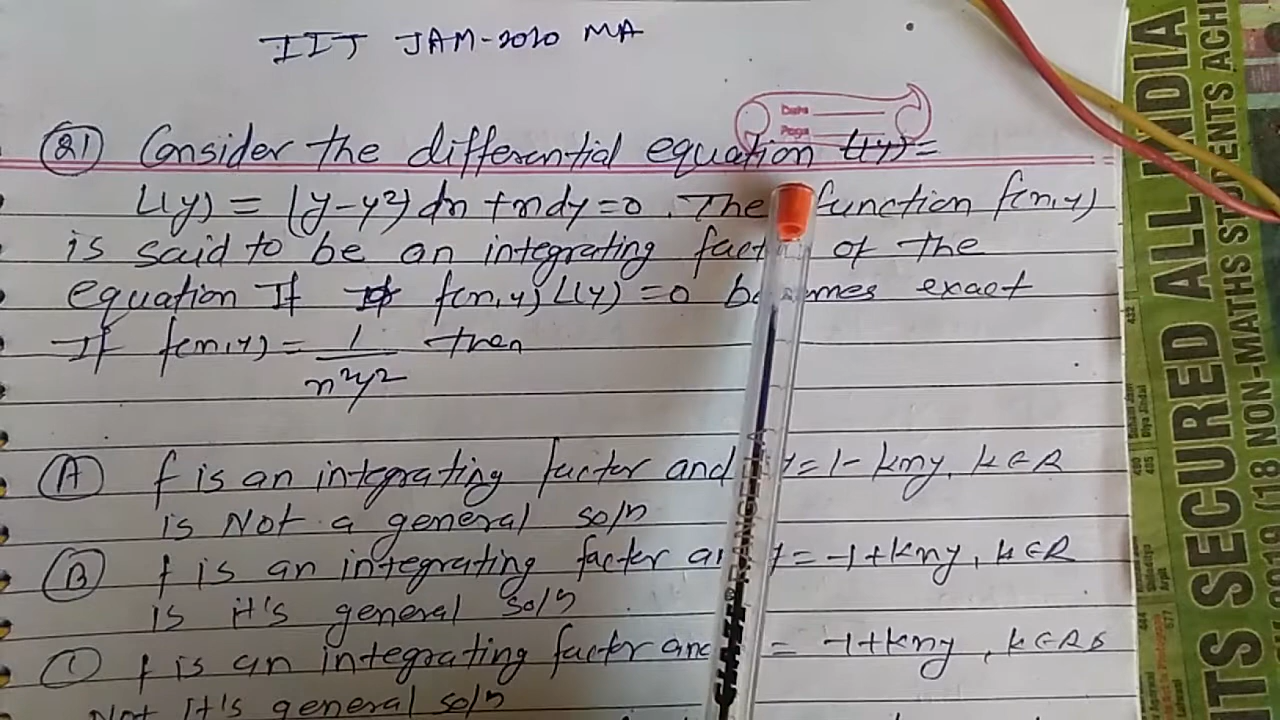 IIT JAM-2020 MA
Date
Page
(21) Consider the differential equation L(y)=
L(y) = (y-y²) dx + x dy = 0. The function f(x,y)
is said to be an integrating of the
equation If f(x,y) L(y) = 0 exact
If f(x,y) = 1/x²y² then
(A) f is an integrating factor and y = 1- kxy, k∈R
is Not a general soln
(B) f is an integrating factor y = -1+kxy, k∈R
is it's general soln
(C) f is an integrating factor = -1+kxy, k∈R &
Not it's general soln
ITS SECURED ALL INDIA
(18 NON-MATHS STUDENTS ACHI